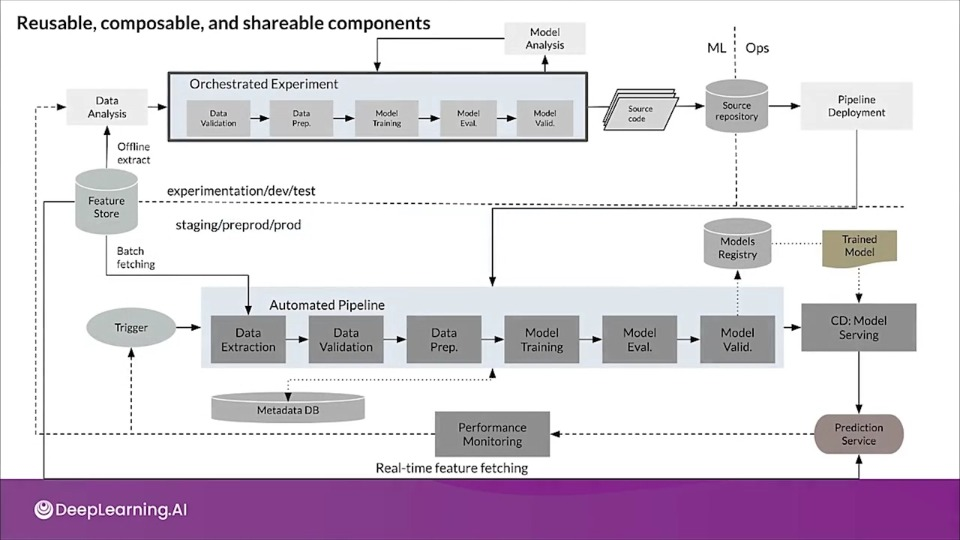 Reusable, composable, and shareable components
Model
Analysis
ML
Ops
Orchestrated Experiment
Data
Analysis
Data
Validation
Data
Prep.
Model
Training
Model
Eval.
Model
Valid.
Source
code
Source
repository
Pipeline
Deployment
Offline
extract
Feature
Store
experimentation/dev/test
staging/preprod/prod
Batch
fetching
Models
Registry
Trained
Model
Automated Pipeline
Trigger
Data
Extraction
Data
Validation
Data
Prep.
Model
Training
Model
Eval.
Model
Valid.
CD: Model
Serving
Metadata DB
Performance
Monitoring
Prediction
Service
Real-time feature fetching
DeepLearning.AI